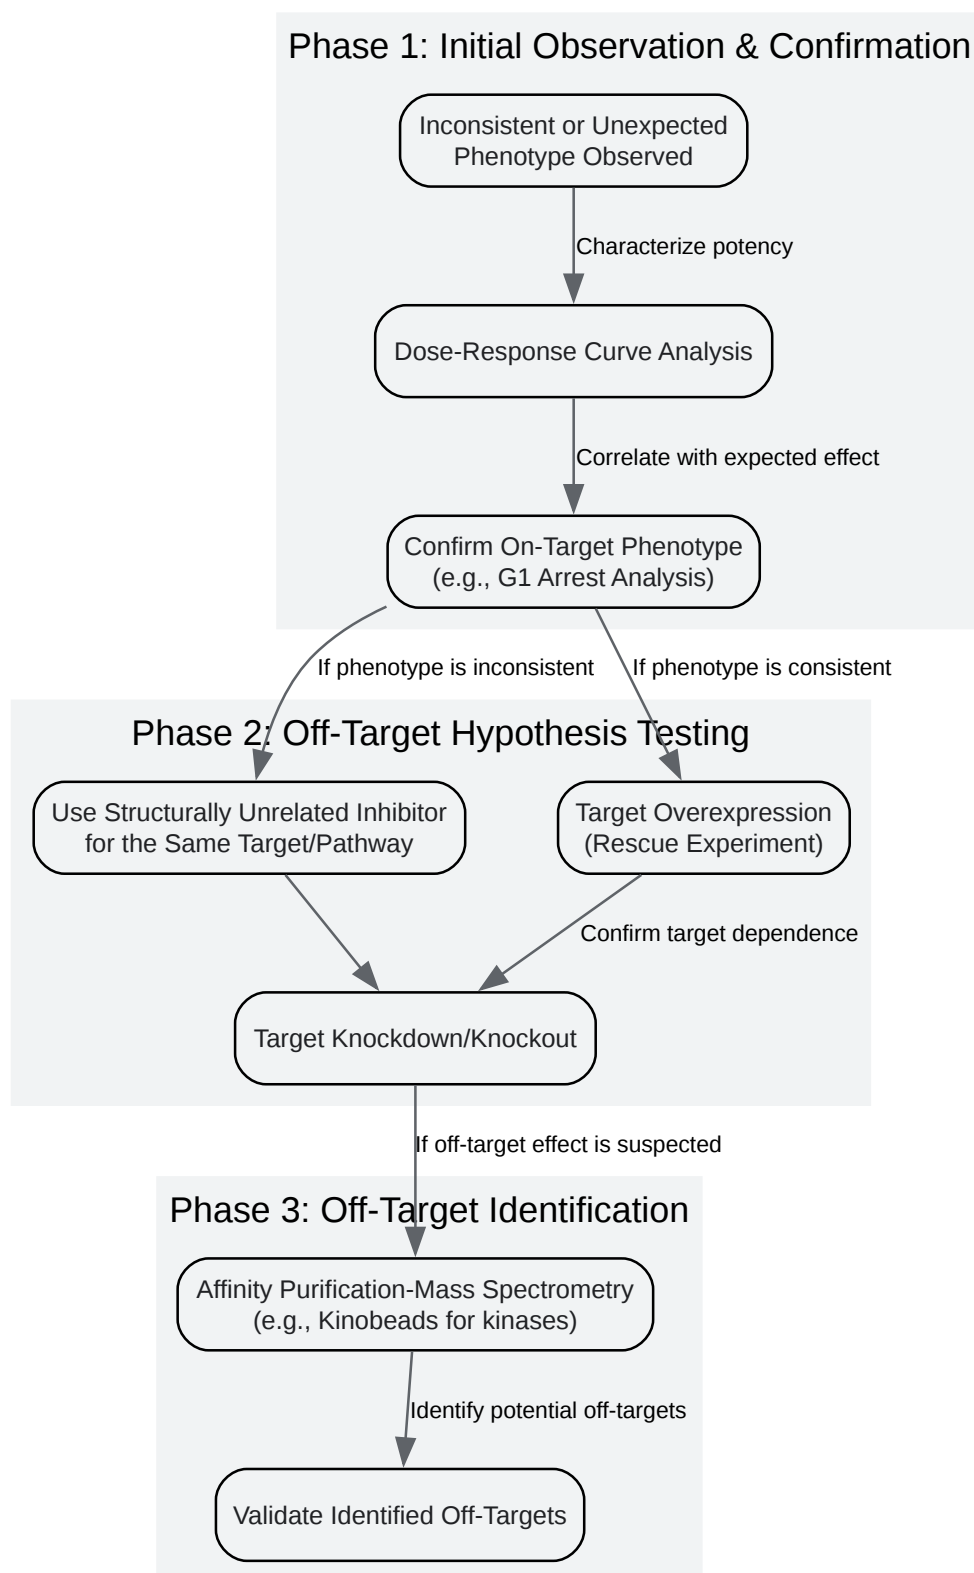 Phase 1: Initial Observation & Confirmation
Inconsistent or Unexpected
Phenotype Observed
Characterize potency
Dose-Response Curve Analysis
Correlate with expected effect
Confirm On-Target Phenotype
(e.g., G1 Arrest Analysis)
If phenotype is inconsistent
If phenotype is consistent
Phase 2: Off-Target Hypothesis Testing
Use Structurally Unrelated Inhibitor
for the Same Target/Pathway
Target Overexpression
(Rescue Experiment)
Confirm target dependence
Target Knockdown/Knockout
If off-target effect is suspected
Phase 3: Off-Target Identification
Affinity Purification-Mass Spectrometry
(e.g., Kinobeads for kinases)
Identify potential off-targets
Validate Identified Off-Targets